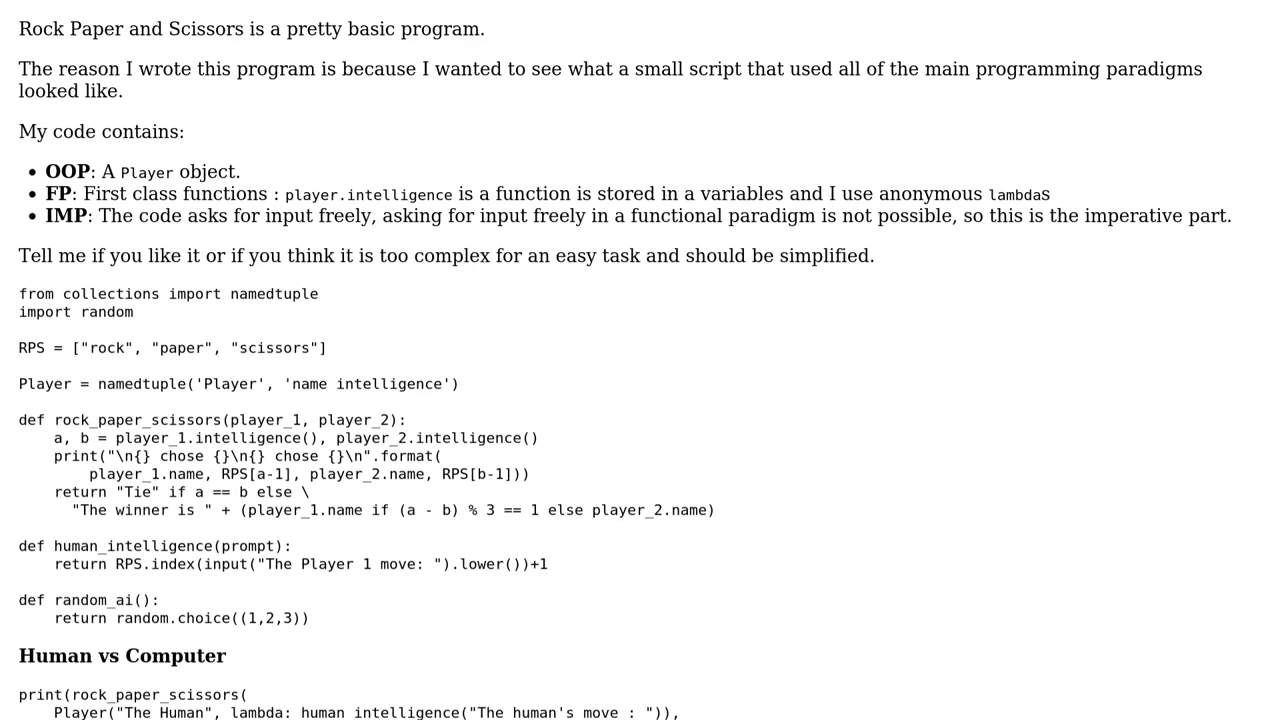 Rock Paper and Scissors is a pretty basic program.
The reason I wrote this program is because I wanted to see what a small script that used all of the main programming paradigms
looked like.
My code contains:
• OOP: A Player object.
• FP: First class functions : player.intelligence is a function is stored in a variables and I use anonymous lambdas
• IMP: The code asks for input freely, asking for input freely in a functional paradigm is not possible, so this is the imperative part.
Tell me if you like it or if you think it is too complex for an easy task and should be simplified.
from collections import namedtuple
import random
RPS = ["rock", "paper", "scissors"]
Player = namedtuple('Player', 'name intelligence')
def rock_paper_scissors(player_1, player_2):
    a, b = player_1.intelligence(), player_2.intelligence()
    print("\n{} chose {}\n{} chose {}\n".format(
        player_1.name, RPS[a-1], player_2.name, RPS[b-1]))
    return "Tie" if a == b else \
      "The winner is " + (player_1.name if (a - b) % 3 == 1 else player_2.name)
def human_intelligence(prompt):
    return RPS.index(input("The Player 1 move: ").lower())+1
def random_ai():
    return random.choice((1,2,3))
Human vs Computer
print(rock_paper_scissors(
    Player("The Human", lambda: human_intelligence("The human's move : ")),